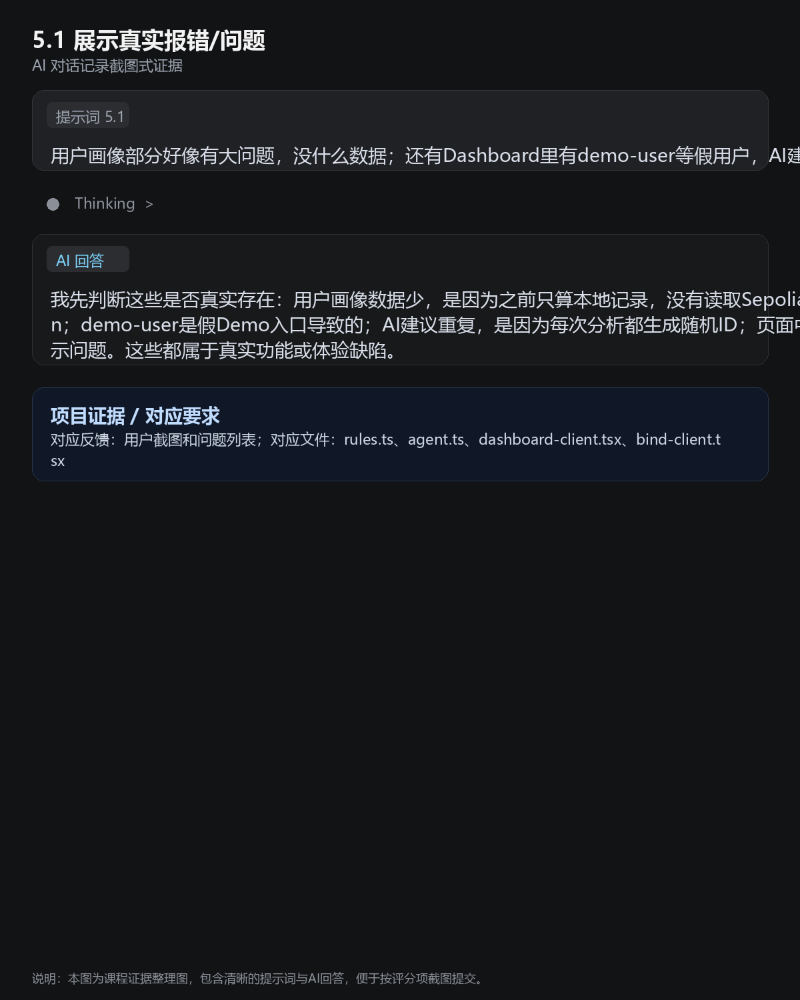 5.1 展示真实报错/问题
AI 对话记录截图式证据
提示词 5.1
用户画像部分好像有大问题，没什么数据；还有Dashboard里有demo-user等假用户，AI建
Thinking >
AI 回答
我先判断这些是否真实存在：用户画像数据少，是因为之前只算本地记录，没有读取Sepolia
n；demo-user是假Demo入口导致的；AI建议重复，是因为每次分析都生成随机ID；页面中
示问题。这些都属于真实功能或体验缺陷。
项目证据 / 对应要求
对应反馈：用户截图和问题列表；对应文件：rules.ts、agent.ts、dashboard-client.tsx、bind-client.t
sx
说明：本图为课程证据整理图，包含清晰的提示词与AI回答，便于按评分项截图提交。